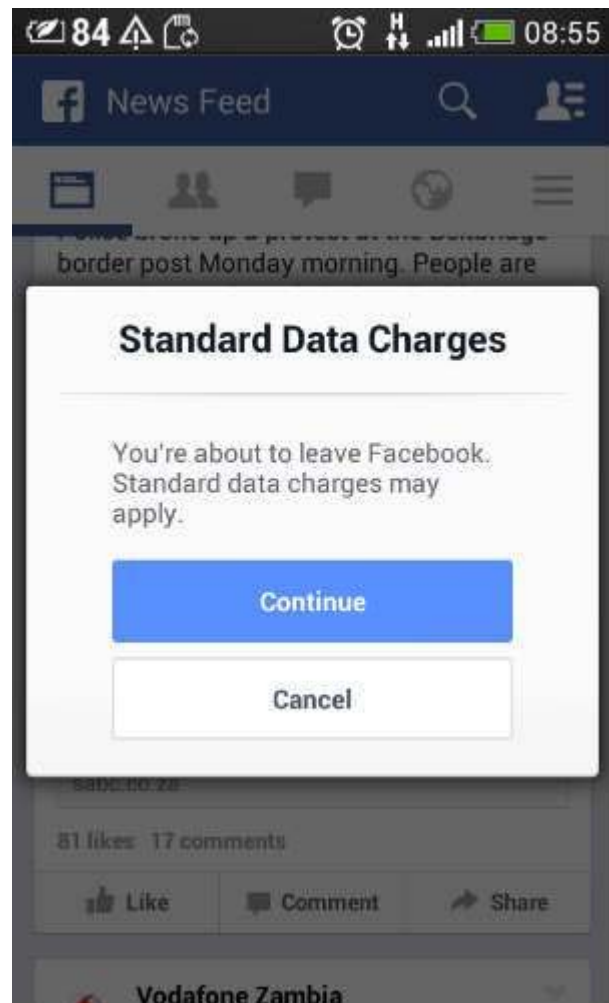 84 H 08:55
f News Feed
border post Monday morning. People are
Standard Data Charges
You're about to leave Facebook.
Standard data charges may
apply.
Continue
Cancel
sabc.co.za
81 likes 17 comments
Like Comment Share
Vodafone Zambia